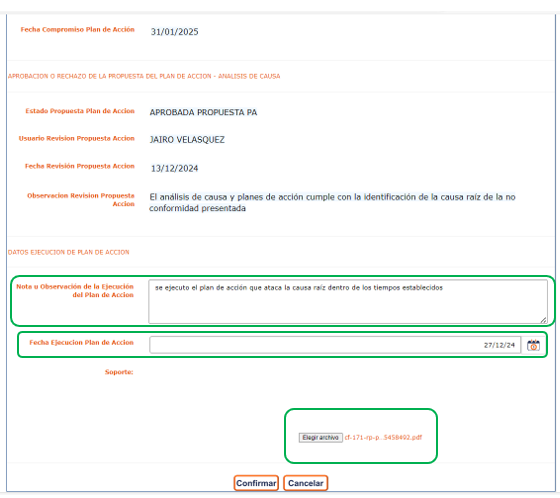 Fecha Compromiso Plan de Acción 31/01/2025
APROBACION O RECHAZO DE LA PROPUESTA DEL PLAN DE ACCION - ANALISIS DE CAUSA
Estado Propuesta Plan de Accion APROBADA PROPUESTA PA
Usuario Revision Propuesta Accion JAIRO VELASQUEZ
Fecha Revisión Propuesta Accion 13/12/2024
Observacion Revision Propuesta Accion
El análisis de causa y planes de acción cumple con la identificación de la causa raíz de la no
conformidad presentada
DATOS EJECUCION DE PLAN DE ACCION
Nota u Observación de la Ejecución
del Plan de Accion
se ejecuto el plan de acción que ataca la causa raíz dentro de los tiempos establecidos
Fecha Ejecucion Plan de Accion 27/12/24
Soporte:
Elegir archivo cf-171-rp-p...5458492.pdf
Confirmar Cancelar